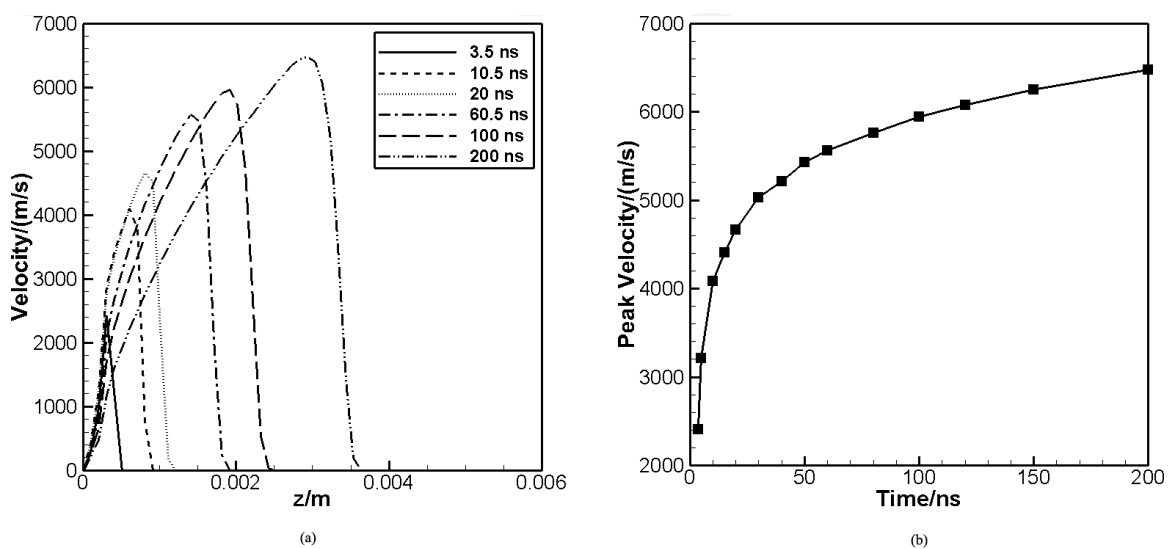 7000
6000
5000
4000
3000
2000
1000
0
Velocity/(m/s)
3.5 ns
10.5 ns
20 ns
60.5 ns
100 ns
200 ns
0
0.002
0.004
0.006
z/m
(a)
7000
6000
5000
4000
3000
2000
Peak Velocity/(m/s)
0
50
100
150
200
Time/ns
(b)